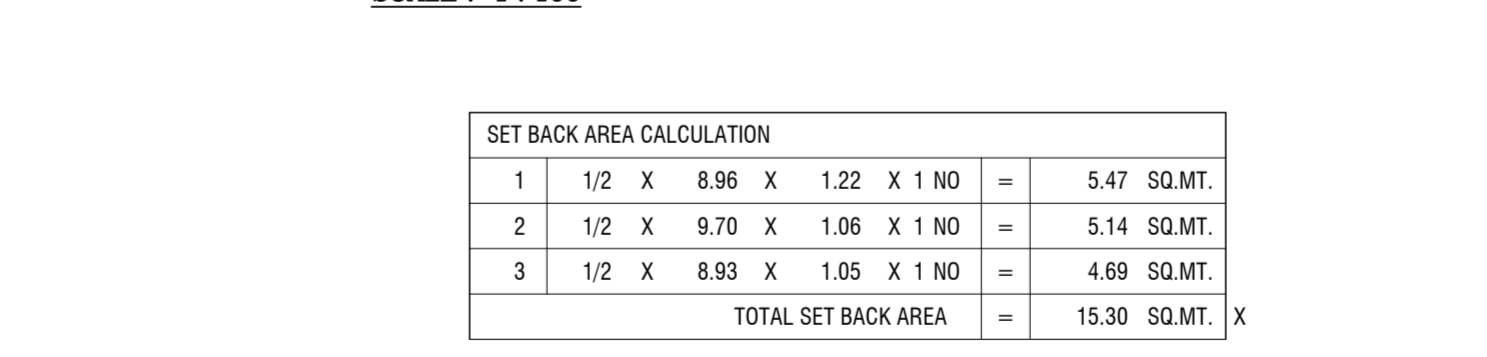 SET BACK AREA CALCULATION
1 1/2 X 8.96 X 1.22 X 1 NO = 5.47 SQ.MT.
2 1/2 X 9.70 X 1.06 X 1 NO = 5.14 SQ.MT.
3 1/2 X 8.93 X 1.05 X 1 NO = 4.69 SQ.MT.
TOTAL SET BACK AREA = 15.30 SQ.MT. X